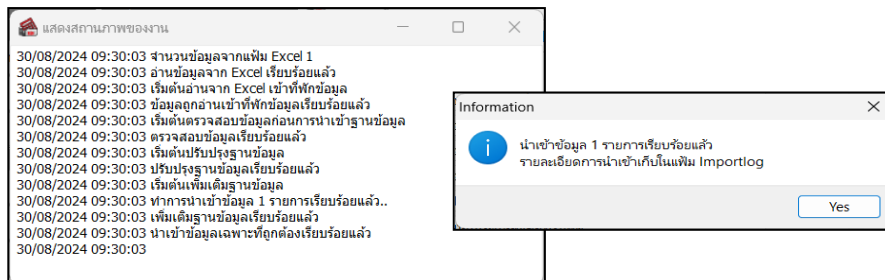 แสดงสถานภาพของงาน
30/08/2024 09:30:03 สำนวนข้อมูลจากแฟ้ม Excel 1
30/08/2024 09:30:03 อ่านข้อมูลจาก Excel เรียบร้อยแล้ว
30/08/2024 09:30:03 เริ่มต้นอ่านจาก Excel เข้าที่พักข้อมูล
30/08/2024 09:30:03 ข้อมูลถูกอ่านเข้าที่พักข้อมูลเรียบร้อยแล้ว
30/08/2024 09:30:03 เริ่มต้นตรวจสอบข้อมูลก่อนการนำเข้าฐานข้อมูล
30/08/2024 09:30:03 ตรวจสอบข้อมูลเรียบร้อยแล้ว
30/08/2024 09:30:03 เริ่มต้นปรับปรุงฐานข้อมูล
30/08/2024 09:30:03 ปรับปรุงฐานข้อมูลเรียบร้อยแล้ว
30/08/2024 09:30:03 เริ่มต้นเพิ่มเติมฐานข้อมูล
30/08/2024 09:30:03 ทำการนำเข้าข้อมูล 1 รายการเรียบร้อยแล้ว..
30/08/2024 09:30:03 เพิ่มเติมฐานข้อมูลเรียบร้อยแล้ว
30/08/2024 09:30:03 นำเข้าข้อมูลเฉพาะที่ถูกต้องเรียบร้อยแล้ว
30/08/2024 09:30:03
Information
นำเข้าข้อมูล 1 รายการเรียบร้อยแล้ว
รายละเอียดการนำเข้าเก็บในแฟ้ม Importlog
Yes